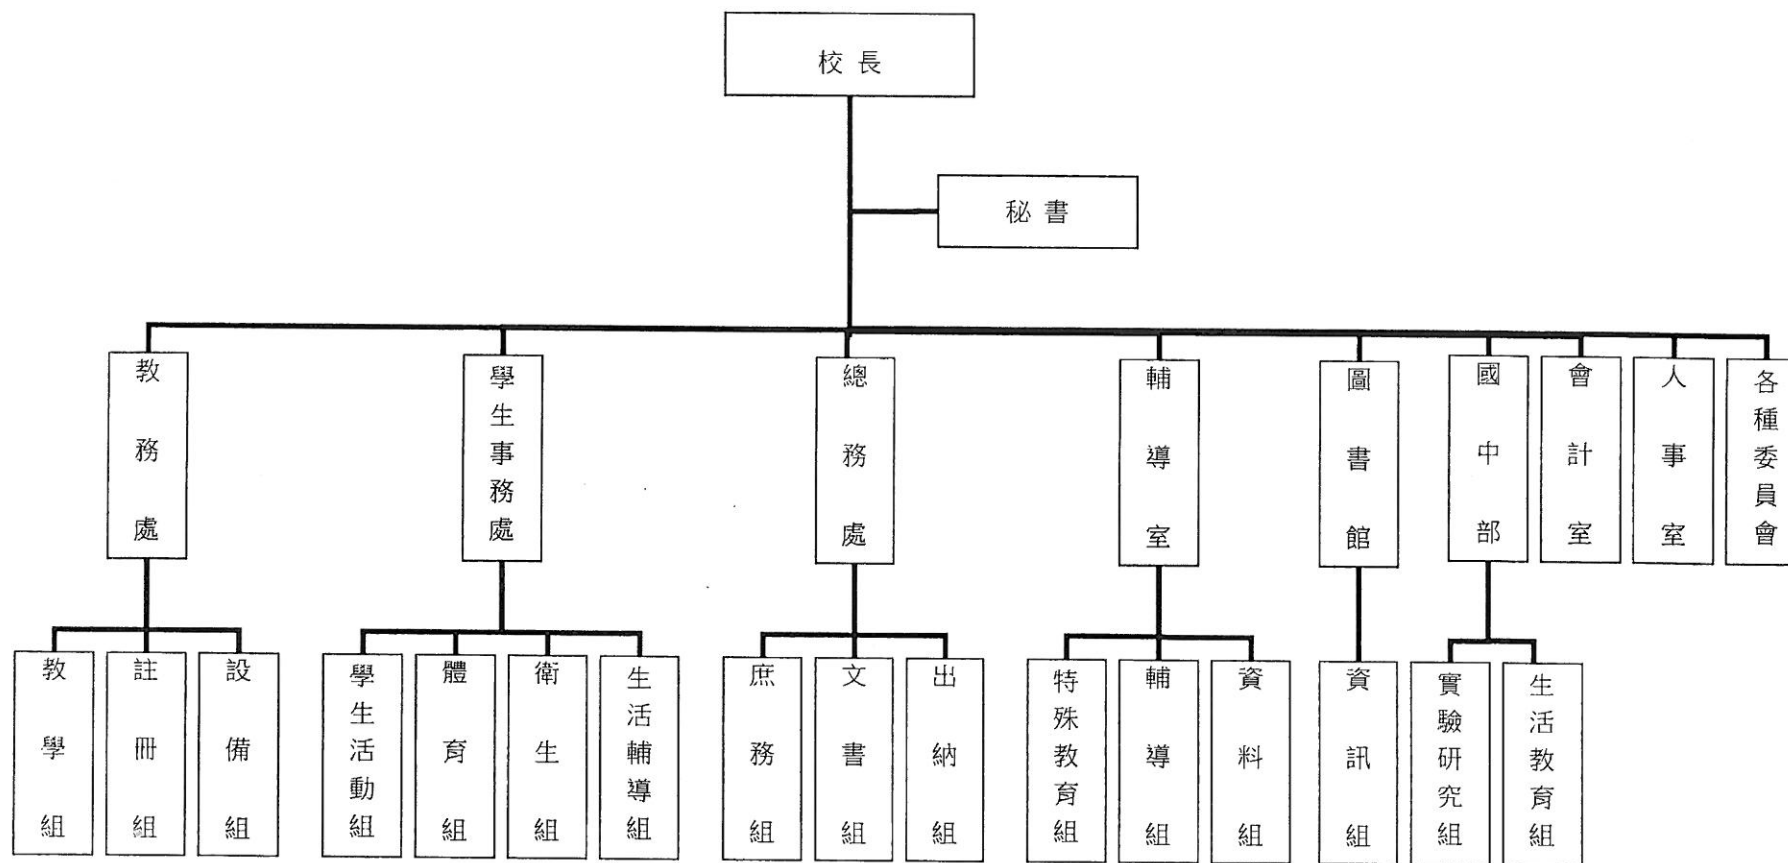 校長
秘書
教務處
學生事務處
總務處
輔導室
圖書館
國中部
會計室
人事室
各種委員會
教學組
註冊組
設備組
學生活動組
體育組
衛生組
生活輔導組
庶務組
文書組
出納組
特殊教育組
輔導組
資料組
資訊組
實驗研究組
生活教育組